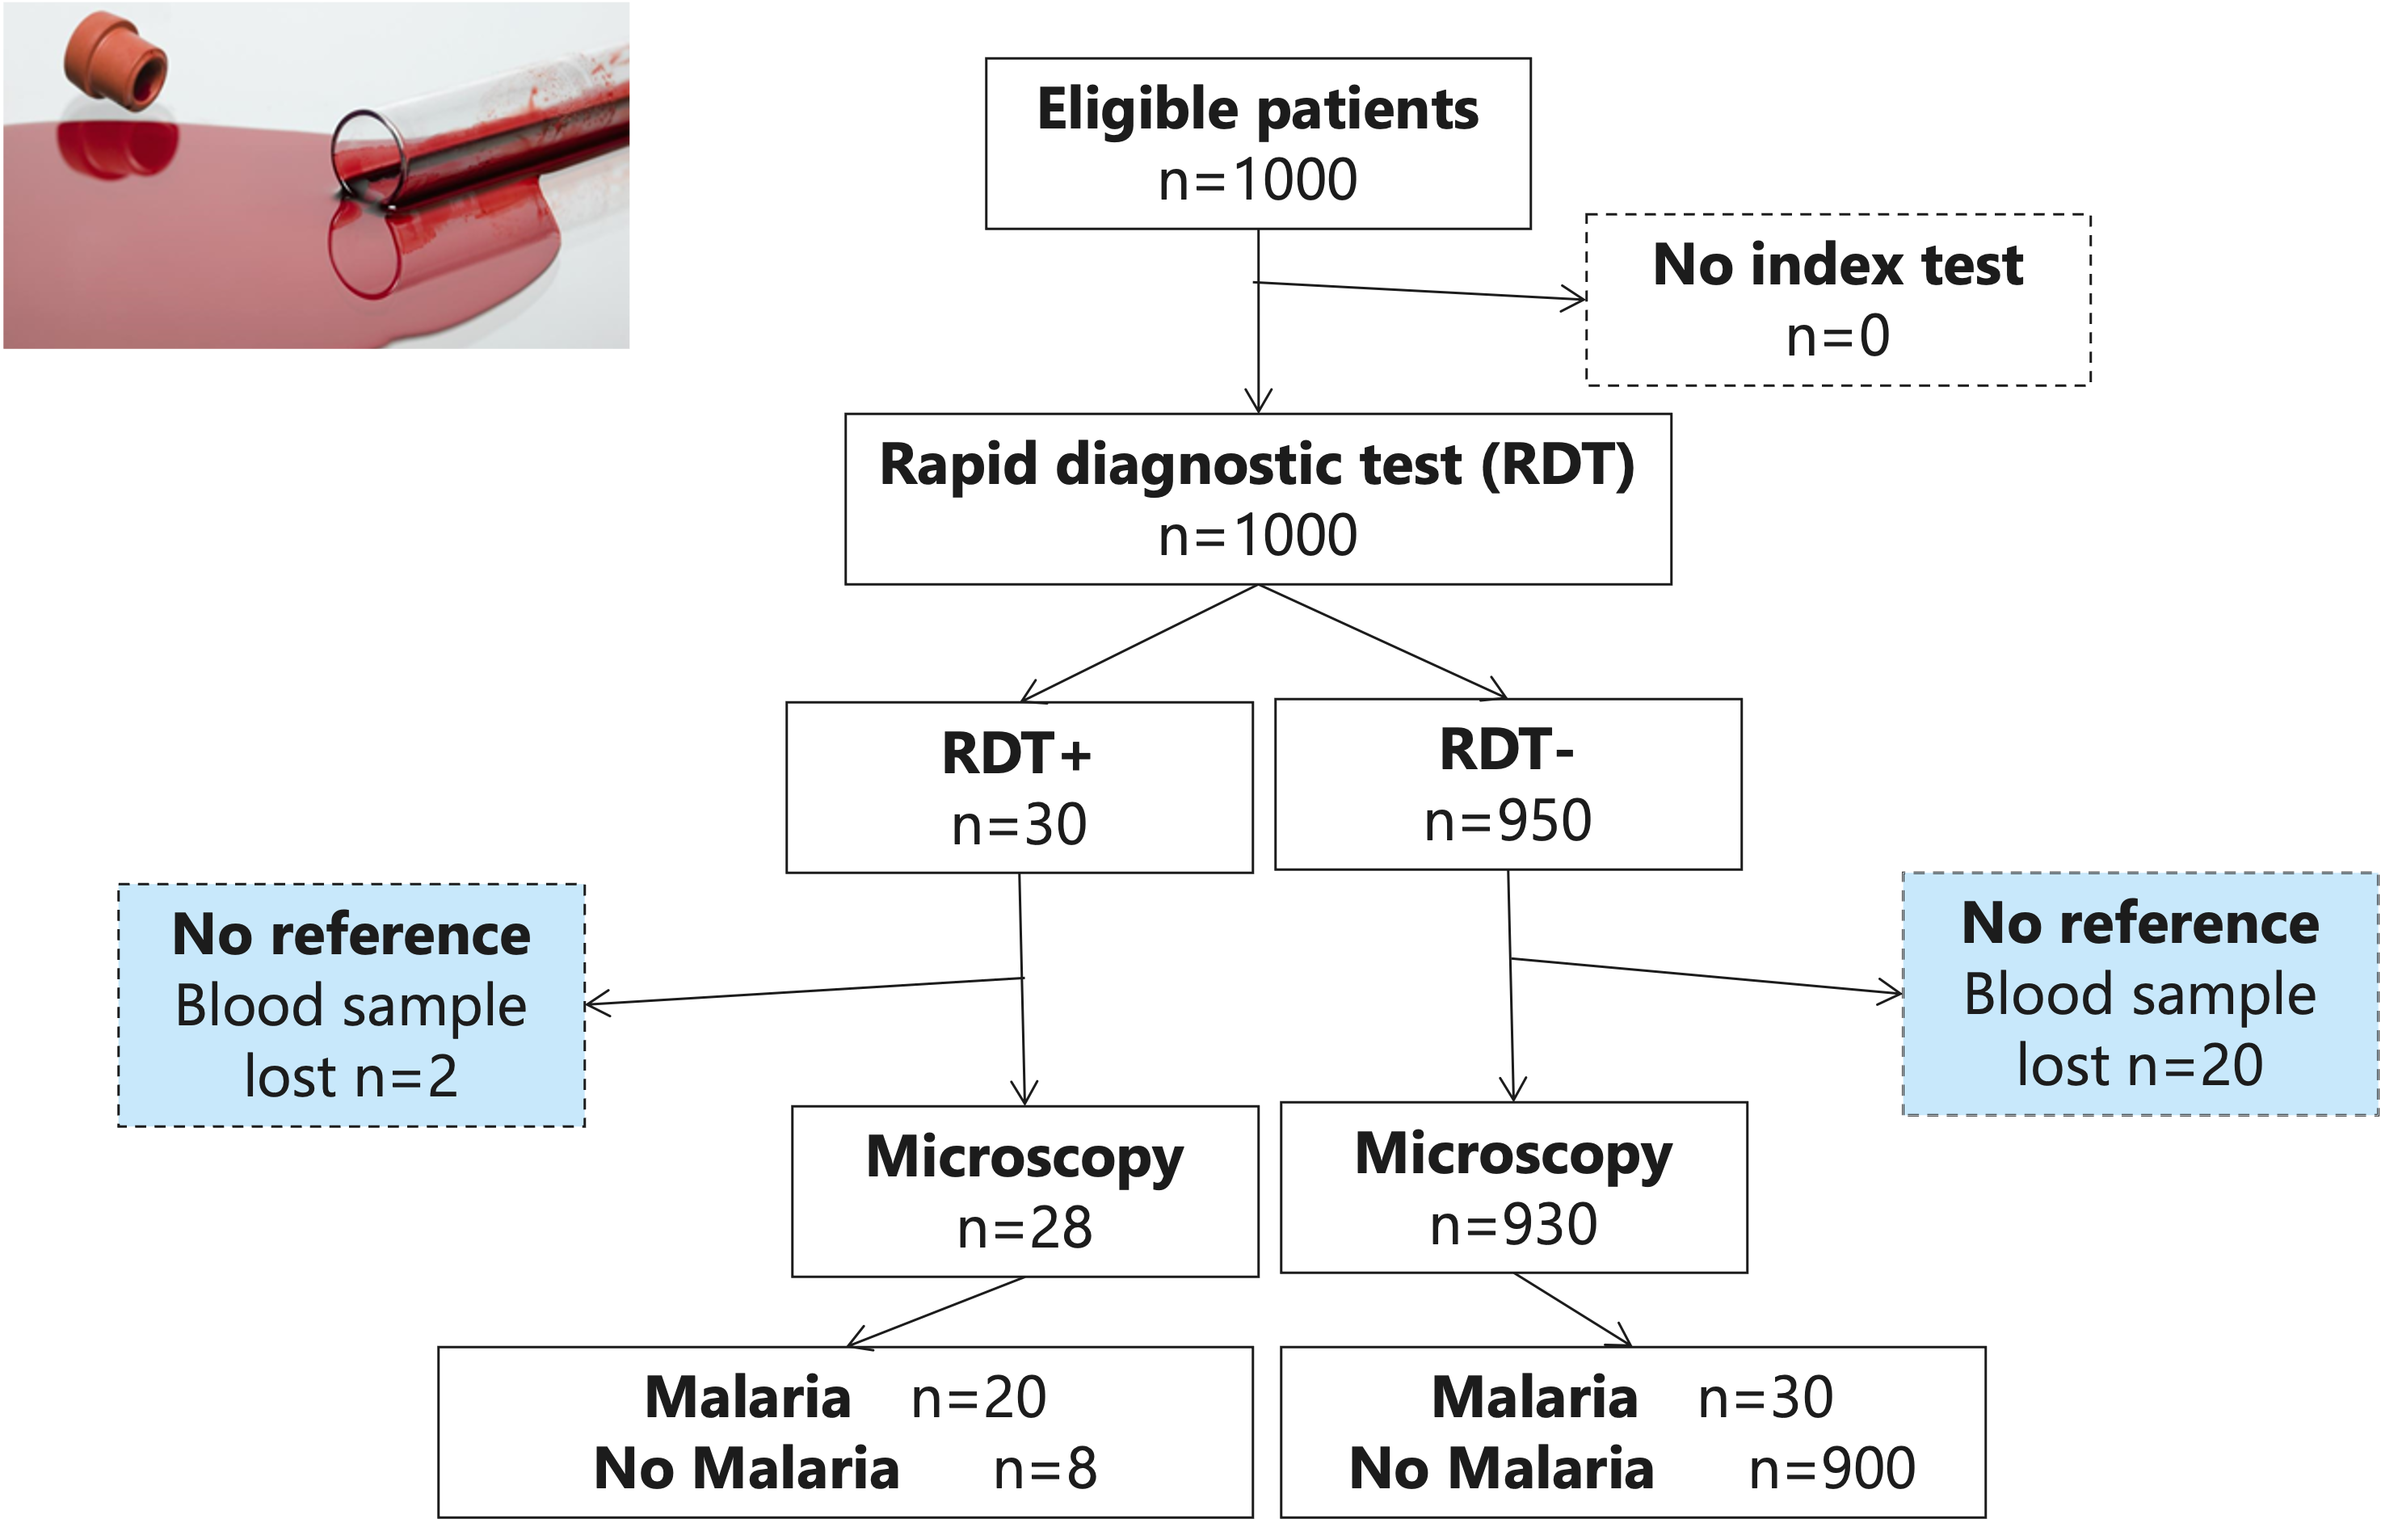 Eligible patients
n=1000
No index test
n=0
Rapid diagnostic test (RDT)
n=1000
RDT+
n=30
RDT-
n=950
No reference
Blood sample
lost n=2
No reference
Blood sample
lost n=20
Microscopy
n=28
Microscopy
n=930
Malaria n=20
No Malaria n=8
Malaria n=30
No Malaria n=900